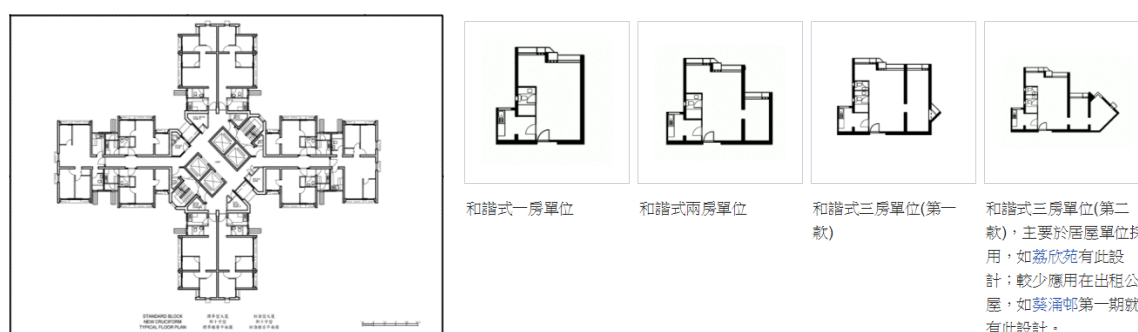 STANDARD BLOCK
NEW CRUCIFORM
TYPICAL FLOOR PLAN
和諧式一房單位
和諧式兩房單位
和諧式三房單位(第一
款)
和諧式三房單位(第二
款)，主要於居屋單位採
用，如荔欣苑有此設
計；較少應用在出租公
屋，如葵涌邨第一期就
有此設計。